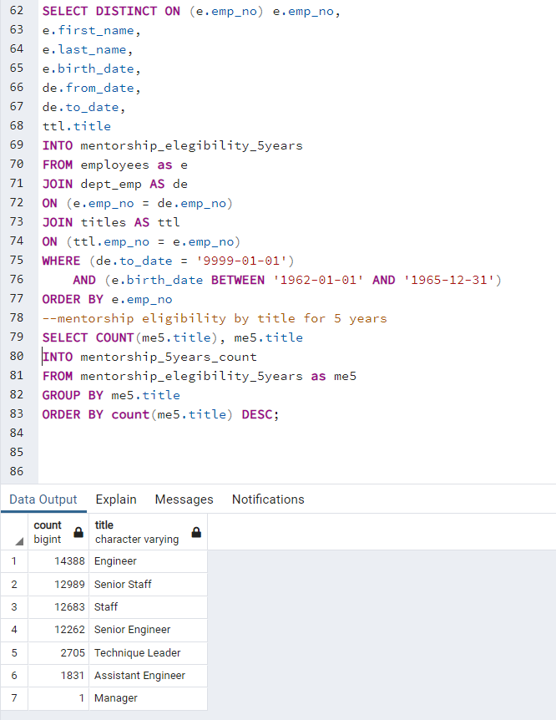 62 SELECT DISTINCT ON (e.emp_no) e.emp_no,
63 e.first_name,
64 e.last_name,
65 e.birth_date,
66 de.from_date,
67 de.to_date,
68 ttl.title
69 INTO mentorship_elegibility_5years
70 FROM employees as e
71 JOIN dept_emp AS de
72 ON (e.emp_no = de.emp_no)
73 JOIN titles AS ttl
74 ON (ttl.emp_no = e.emp_no)
75 WHERE (de.to_date = '9999-01-01')
76     AND (e.birth_date BETWEEN '1962-01-01' AND '1965-12-31')
77 ORDER BY e.emp_no
78 --mentorship eligibility by title for 5 years
79 SELECT COUNT(me5.title), me5.title
80 INTO mentorship_5years_count
81 FROM mentorship_elegibility_5years as me5
82 GROUP BY me5.title
83 ORDER BY count(me5.title) DESC;
84
85
86
Data Output Explain Messages Notifications
count title
bigint character varying
1 14388 Engineer
2 12989 Senior Staff
3 12683 Staff
4 12262 Senior Engineer
5 2705 Technique Leader
6 1831 Assistant Engineer
7 1 Manager